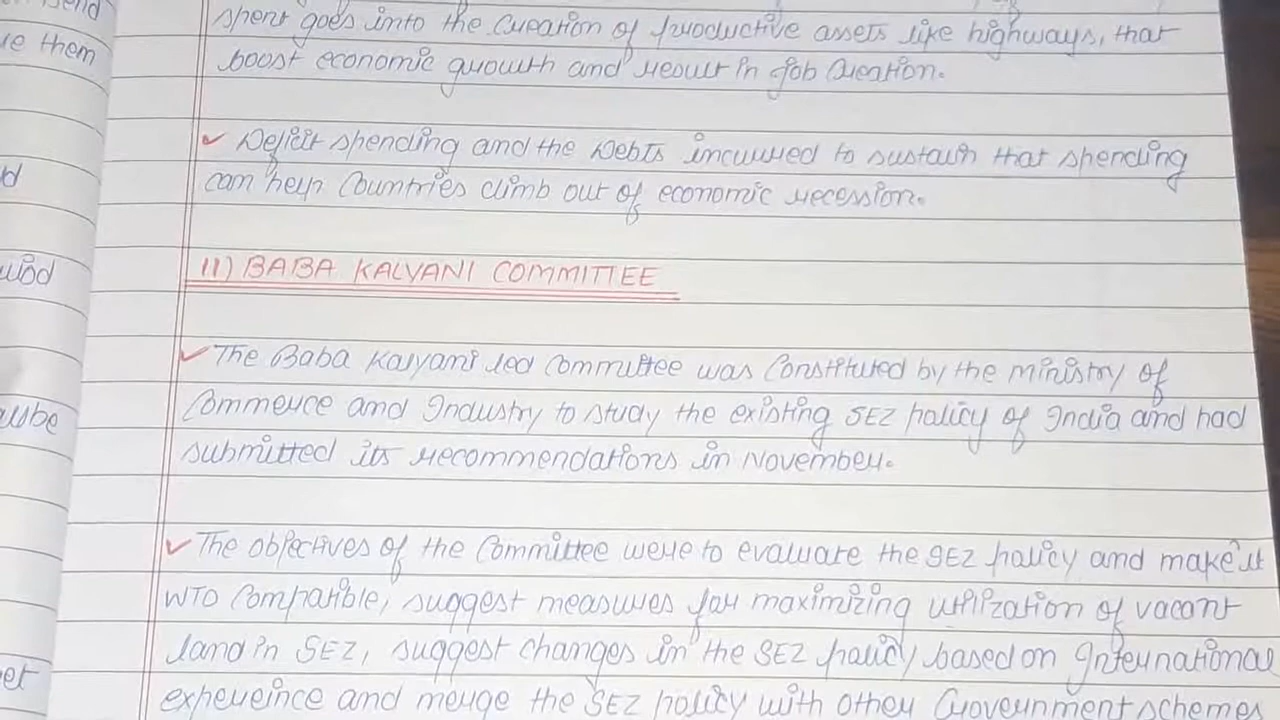 spent goes into the Creation of productive assets like highways, that
boost economic growth and result in job Creation.
✓ Deficit spending and the Debts incurred to sustain that spending
can help Countries climb out of economic recession.
11) BABA KALYANI COMMITTEE
✓ The Baba Kalyani led Committee was Constituted by the ministry of
Commerce and Industry to study the existing SEZ policy of India and had
submitted its recommendations in November.
✓ The objectives of the Committee were to evaluate the SEZ policy and make it
WTO Compatible, suggest measures for maximizing utilization of vacant
land in SEZ, suggest changes in the SEZ policy based on International
expereince and merge the SEZ policy with other Government schemes